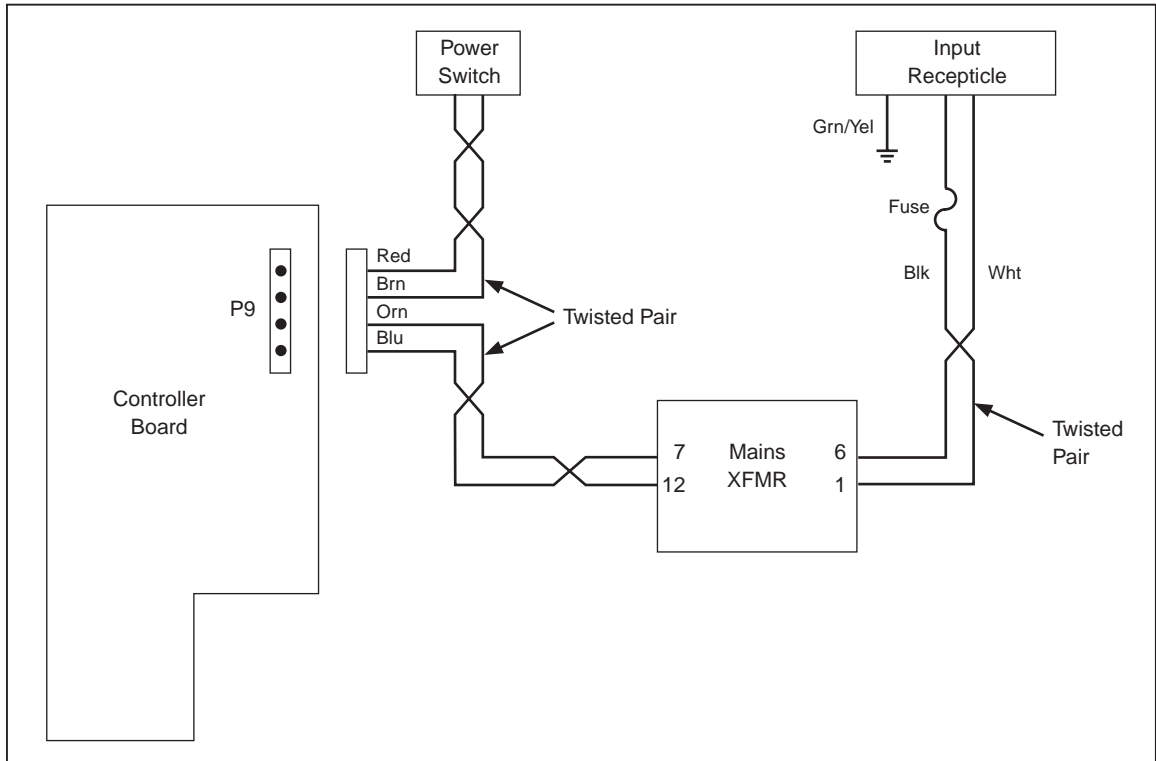 Power
Switch
Input
Recepticle
Grn/Yel
Fuse
Blk
Wht
Red
Brn
Orn
Blu
P9
Twisted Pair
Controller
Board
7
12
Mains
XFMR
6
1
Twisted
Pair